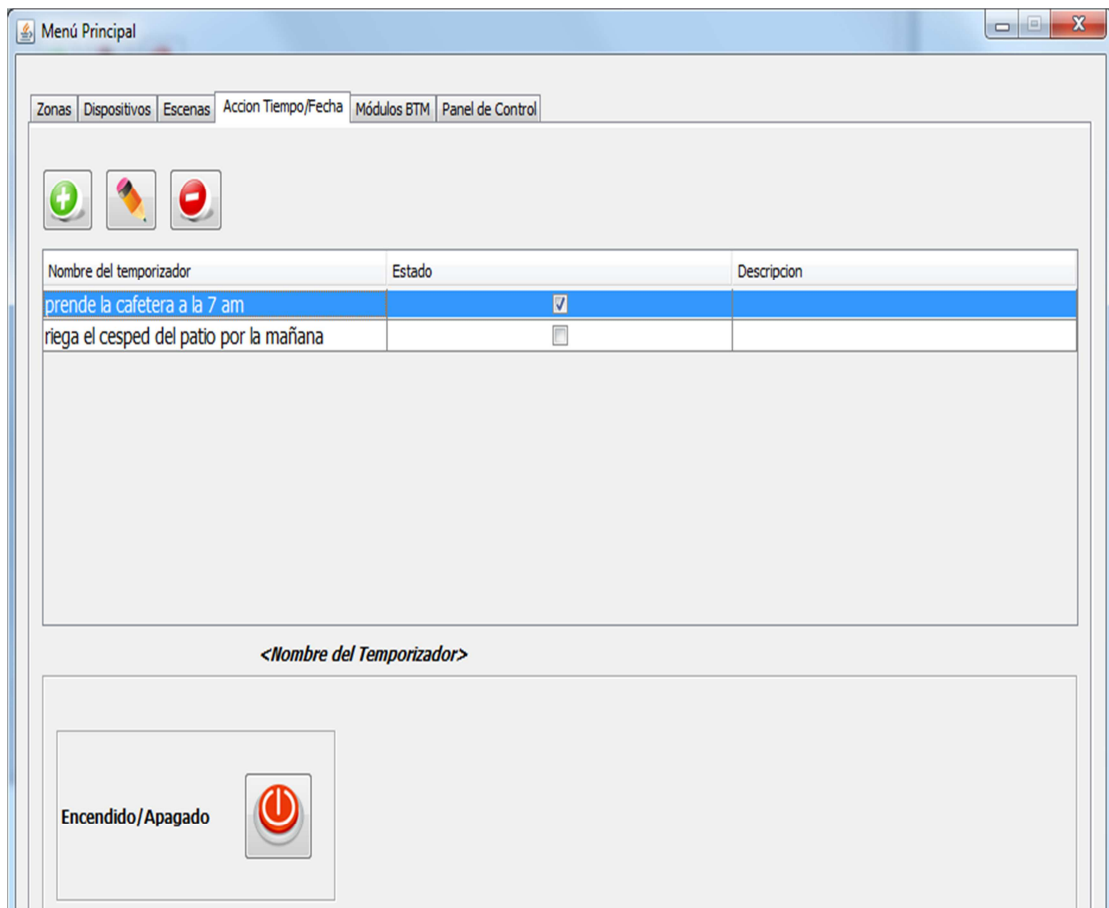 Menú Principal
Zonas Dispositivos Escenas Accion Tiempo/Fecha Módulos BTM Panel de Control
Nombre del temporizador Estado Descripcion
prende la cafetera a la 7 am
riega el cesped del patio por la mañana
<Nombre del Temporizador>
Encendido/Apagado